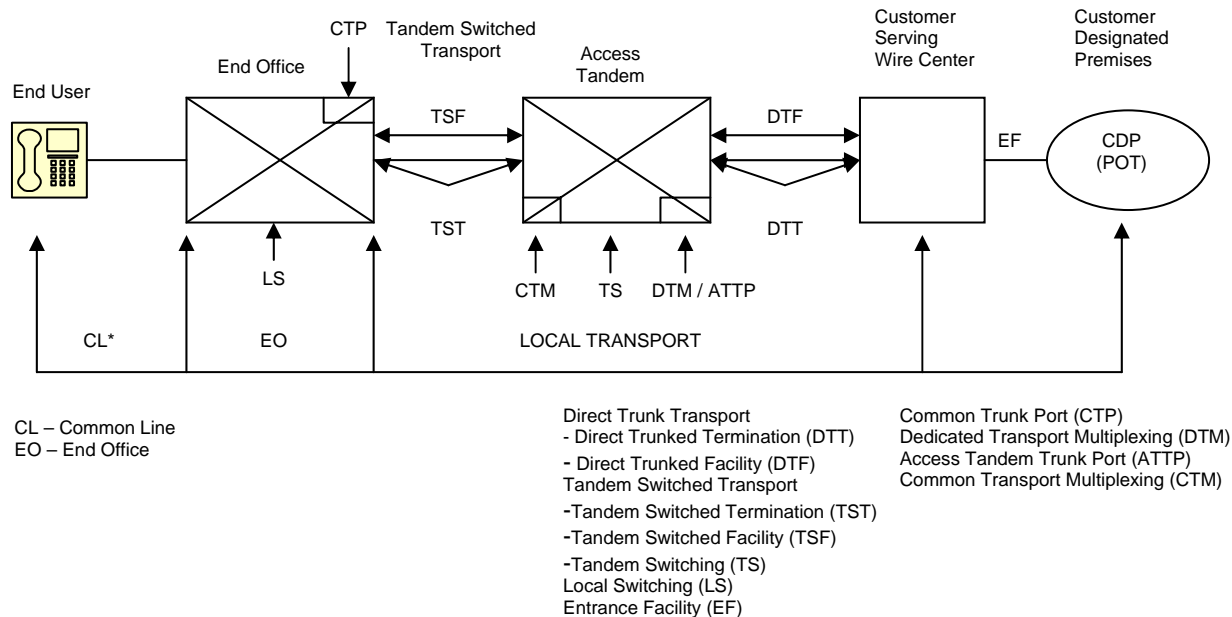 CTP
Tandem Switched
Transport
Customer
Serving
Wire Center
Customer
Designated
Premises
End Office
Access
Tandem
End User
TSF
DTF
EF
CDP
(POT)
TST
DTT
LS
CTM
TS
DTM / ATTP
CL*
EO
LOCAL TRANSPORT
CL – Common Line
EO – End Office
Direct Trunk Transport
- Direct Trunked Termination (DTT)
- Direct Trunked Facility (DTF)
Tandem Switched Transport
-Tandem Switched Termination (TST)
-Tandem Switched Facility (TSF)
-Tandem Switching (TS)
Local Switching (LS)
Entrance Facility (EF)
Common Trunk Port (CTP)
Dedicated Transport Multiplexing (DTM)
Access Tandem Trunk Port (ATTP)
Common Transport Multiplexing (CTM)